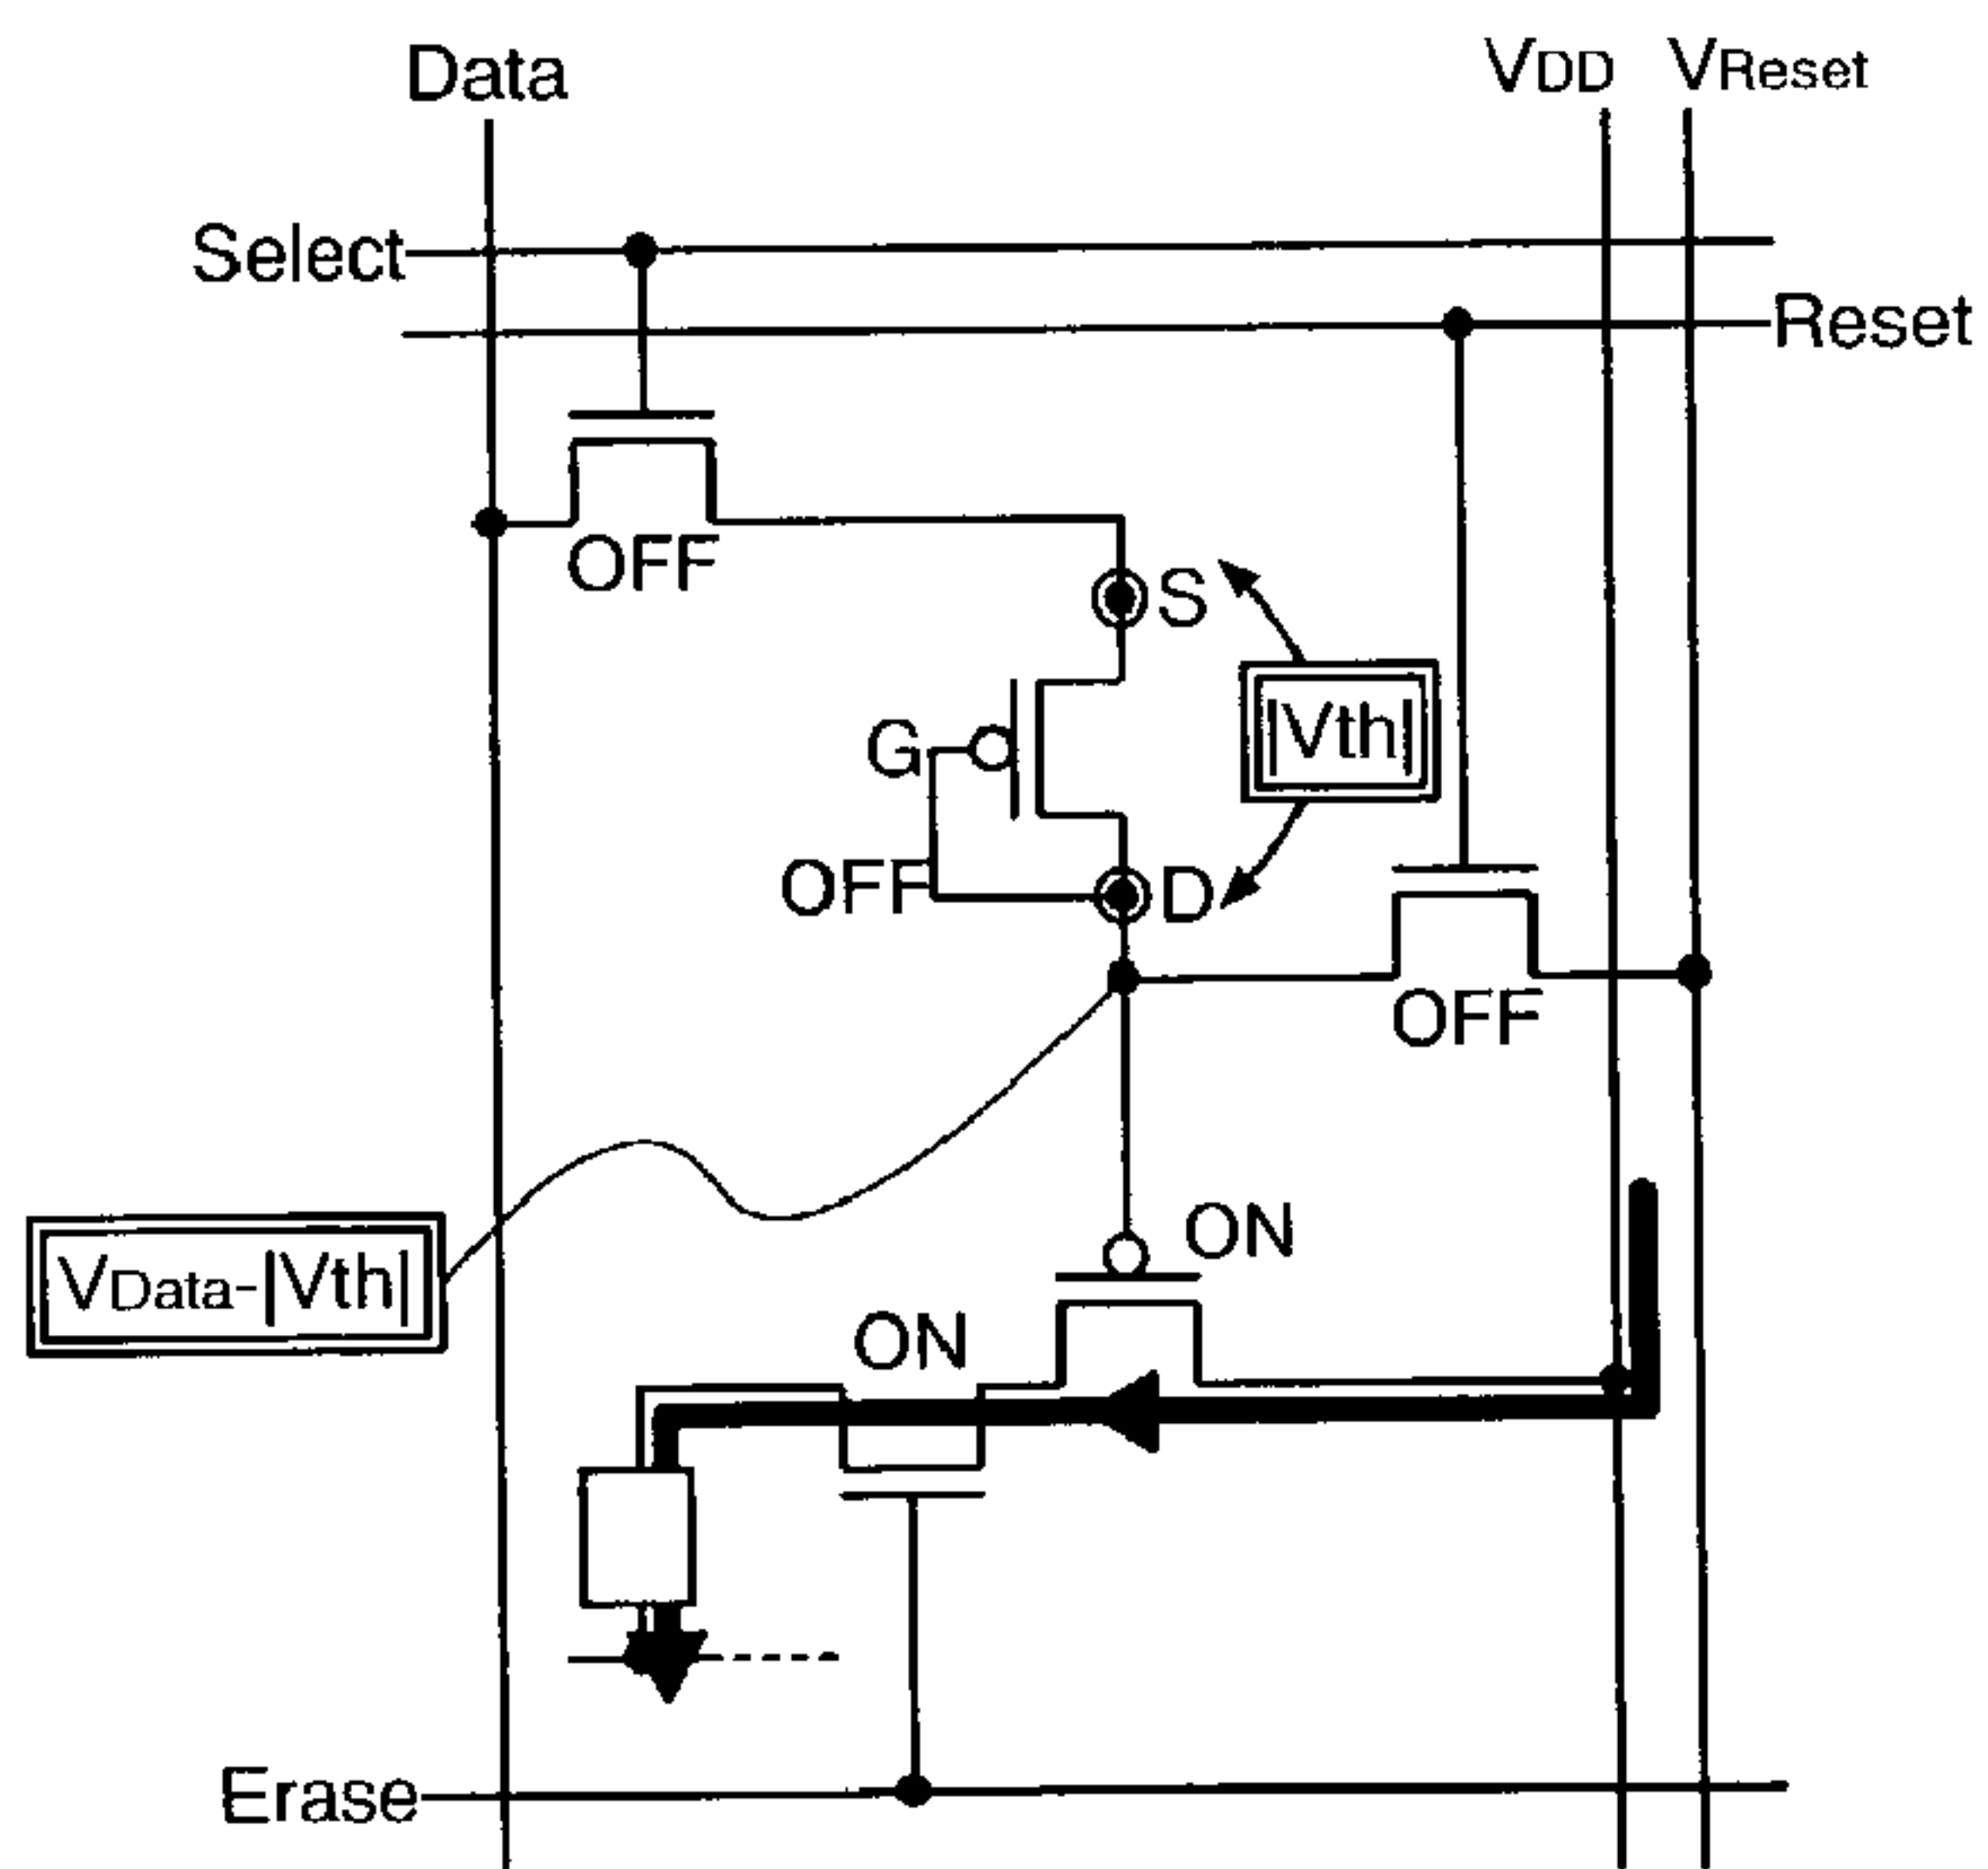 Data
VDD
VReset
Select
Reset
OFF
S
|Vth|
G
OFF
D
OFF
ON
VData-|Vth|
ON
Erase